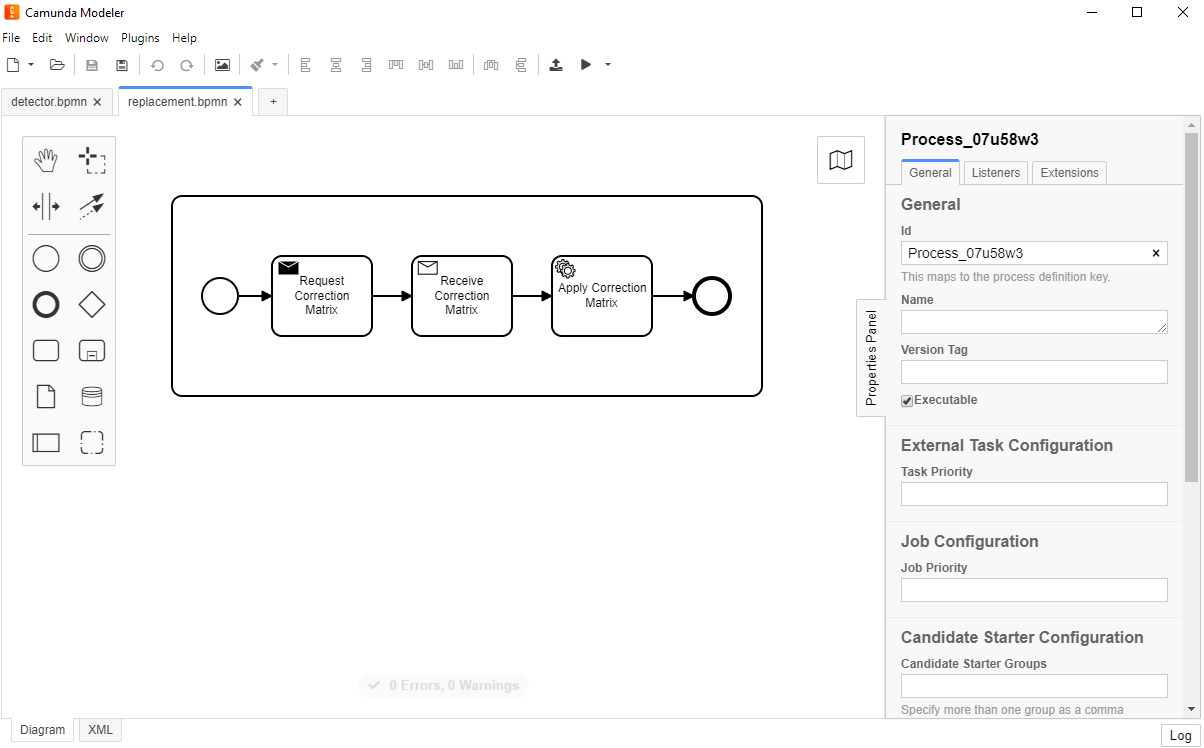 Camunda Modeler
File Edit Window Plugins Help
detector.bpmn ×
replacement.bpmn ×
+
Request
Correction
Matrix
Receive
Correction
Matrix
Apply Correction
Matrix
0 Errors, 0 Warnings
Properties Panel
Process_07u58w3
General
Listeners
Extensions
General
Id
Process_07u58w3
This maps to the process definition key.
Name
Version Tag
Executable
External Task Configuration
Task Priority
Job Configuration
Job Priority
Candidate Starter Configuration
Candidate Starter Groups
Specify more than one group as a comma
Diagram
XML
Log